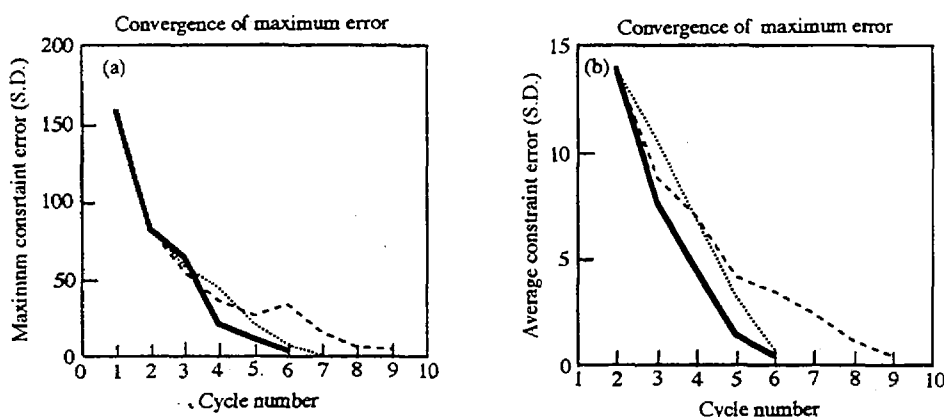 Convergence of maximum error
200
150
100
50
0
(a)
Maximum consrtaint error (S.D.)
0 1 2 3 4 5 6 7 8 9 10
Cycle number
Convergence of maximum error
15
10
5
0
(b)
Average constraint error (S.D.)
1 2 3 4 5 6 7 8 9 10
Cycle number